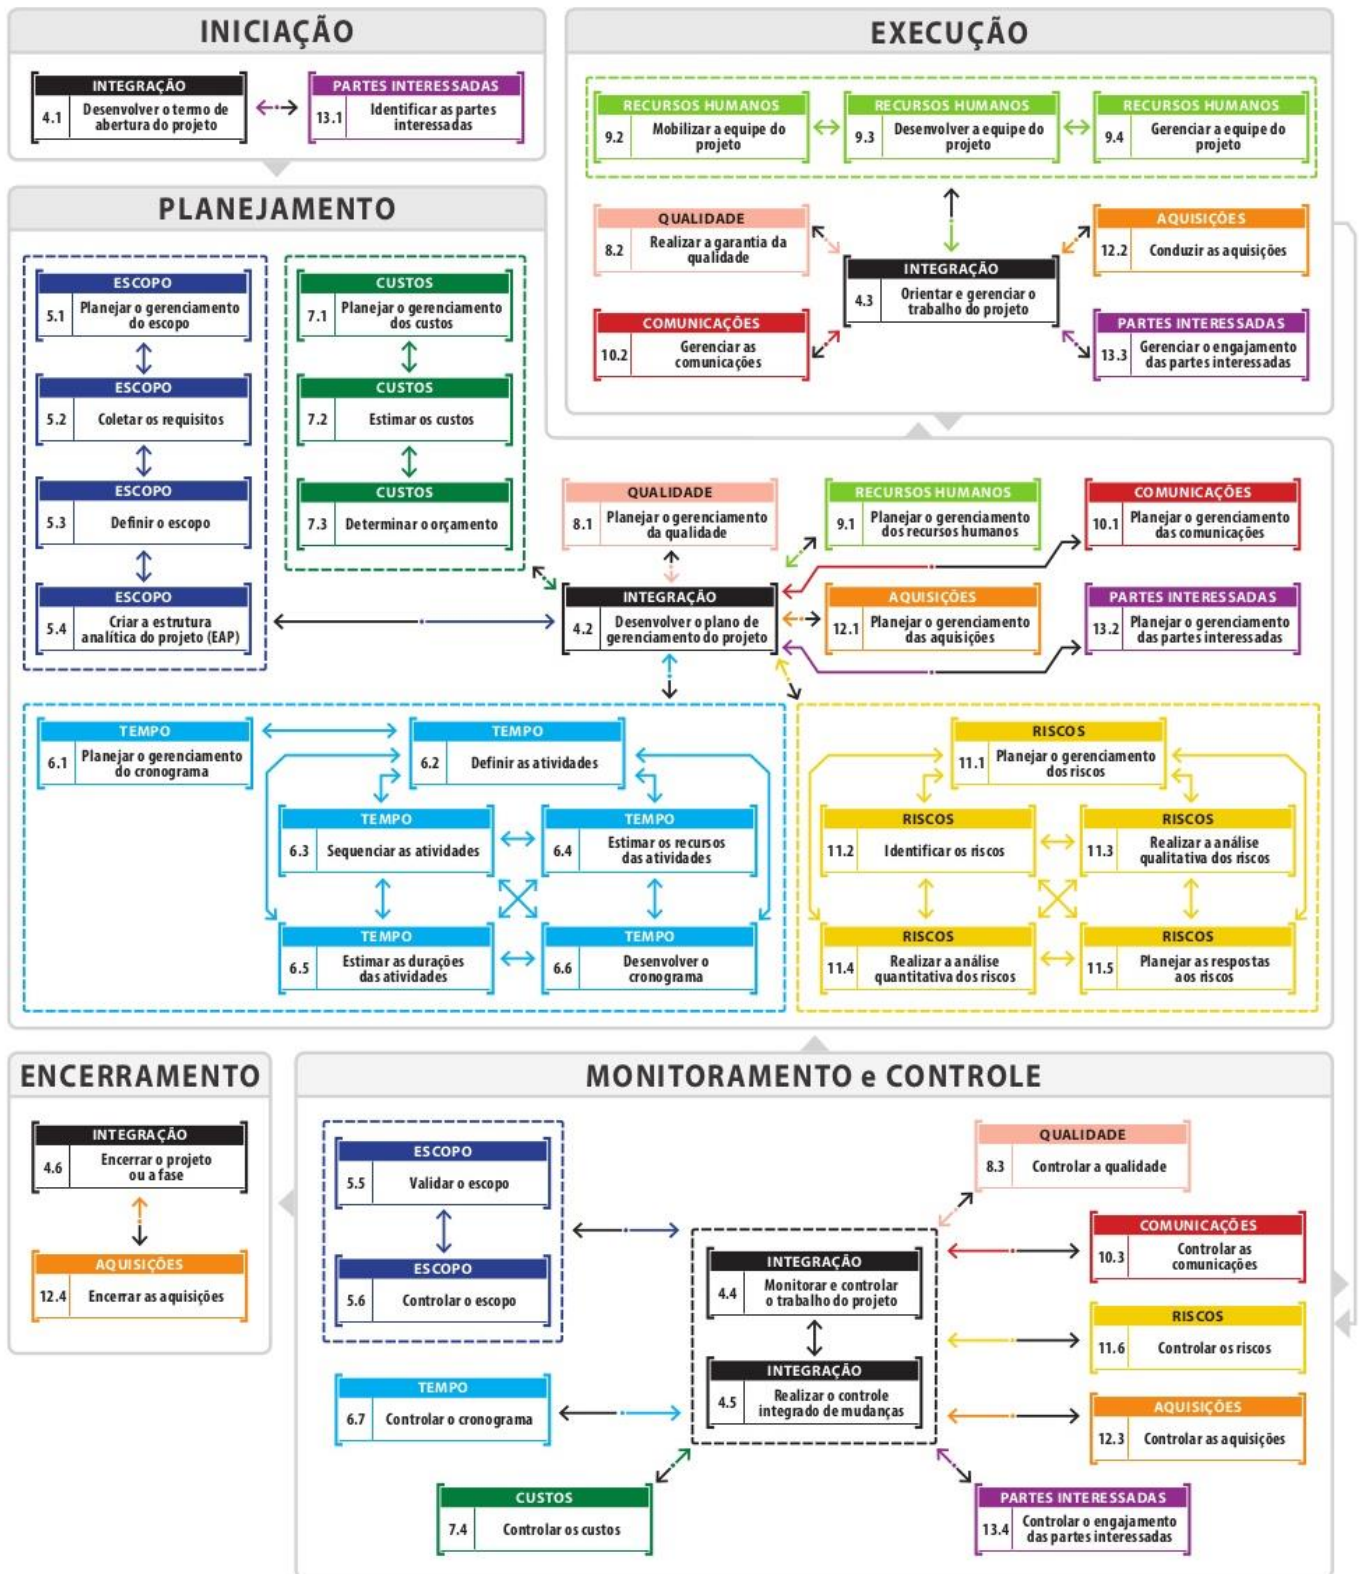 INICIAÇÃO
INTEGRAÇÃO
4.1
Desenvolver o termo de
abertura do projeto
PARTES INTERESSADAS
13.1
Identificar as partes
interessadas
EXECUÇÃO
RECURSOS HUMANOS
9.2
Mobilizar a equipe do
projeto
RECURSOS HUMANOS
9.3
Desenvolver a equipe do
projeto
RECURSOS HUMANOS
9.4
Gerenciar a equipe do
projeto
QUALIDADE
8.2
Realizar a garantia da
qualidade
AQUISIÇÕES
12.2
Conduzir as aquisições
INTEGRAÇÃO
4.3
Orientar e gerenciar o
trabalho do projeto
COMUNICAÇÕES
10.2
Gerenciar as
comunicações
PARTES INTERESSADAS
13.3
Gerenciar o engajamento
das partes interessadas
PLANEJAMENTO
ESCOPO
5.1
Planejar o gerenciamento
do escopo
ESCOPO
5.2
Coletar os requisitos
ESCOPO
5.3
Definir o escopo
ESCOPO
5.4
Criar a estrutura
analítica do projeto (EAP)
CUSTOS
7.1
Planejar o gerenciamento
dos custos
CUSTOS
7.2
Estimar os custos
CUSTOS
7.3
Determinar o orçamento
QUALIDADE
8.1
Planejar o gerenciamento
da qualidade
RECURSOS HUMANOS
9.1
Planejar o gerenciamento
dos recursos humanos
COMUNICAÇÕES
10.1
Planejar o gerenciamento
das comunicações
INTEGRAÇÃO
4.2
Desenvolver o plano de
gerenciamento do projeto
AQUISIÇÕES
12.1
Planejar o gerenciamento
das aquisições
PARTES INTERESSADAS
13.2
Planejar o gerenciamento
das partes interessadas
TEMPO
6.1
Planejar o gerenciamento
do cronograma
TEMPO
6.2
Definir as atividades
TEMPO
6.3
Sequenciar as atividades
TEMPO
6.4
Estimar os recursos
das atividades
TEMPO
6.5
Estimar as durações
das atividades
TEMPO
6.6
Desenvolver o
cronograma
RISCOS
11.1
Planejar o gerenciamento
dos riscos
RISCOS
11.2
Identificar os riscos
RISCOS
11.3
Realizar a análise
qualitativa dos riscos
RISCOS
11.4
Realizar a análise
quantitativa dos riscos
RISCOS
11.5
Planejar as respostas
aos riscos
ENCERRAMENTO
INTEGRAÇÃO
4.6
Encerrar o projeto
ou a fase
AQUISIÇÕES
12.4
Encerrar as aquisições
MONITORAMENTO e CONTROLE
ESCOPO
5.5
Validar o escopo
ESCOPO
5.6
Controlar o escopo
TEMPO
6.7
Controlar o cronograma
CUSTOS
7.4
Controlar os custos
INTEGRAÇÃO
4.4
Monitorar e controlar
o trabalho do projeto
INTEGRAÇÃO
4.5
Realizar o controle
integrado de mudanças
QUALIDADE
8.3
Controlar a qualidade
COMUNICAÇÕES
10.3
Controlar as
comunicações
RISCOS
11.6
Controlar os riscos
AQUISIÇÕES
12.3
Controlar as aquisições
PARTES INTERESSADAS
13.4
Controlar o engajamento
das partes interessadas